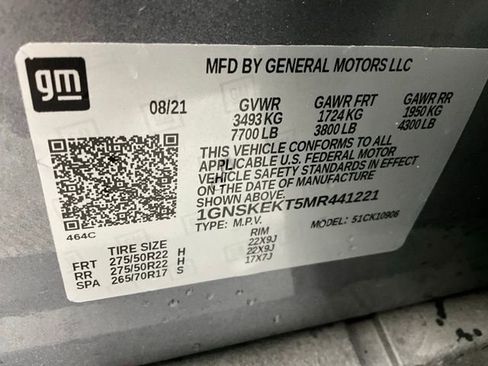 gm
MFD BY GENERAL MOTORS LLC
08/21 GVWR GAWR FRT GAWR RR
3493 KG 1724 KG 1950 KG
7700 LB 3800 LB 4300 LB
THIS VEHICLE CONFORMS TO ALL
APPLICABLE U.S. FEDERAL MOTOR
VEHICLE SAFETY STANDARDS IN EFFECT
ON THE DATE OF MANUFACTURE
SHOWN ABOVE.
1GNSKEKT5MR441221
TYPE: M.P.V. MODEL: 51CK10906
464C
TIRE SIZE RIM
FRT 275/50R22 H 22X9J
RR 275/50R22 H 22X9J
SPA 265/70R17 S 17X7J